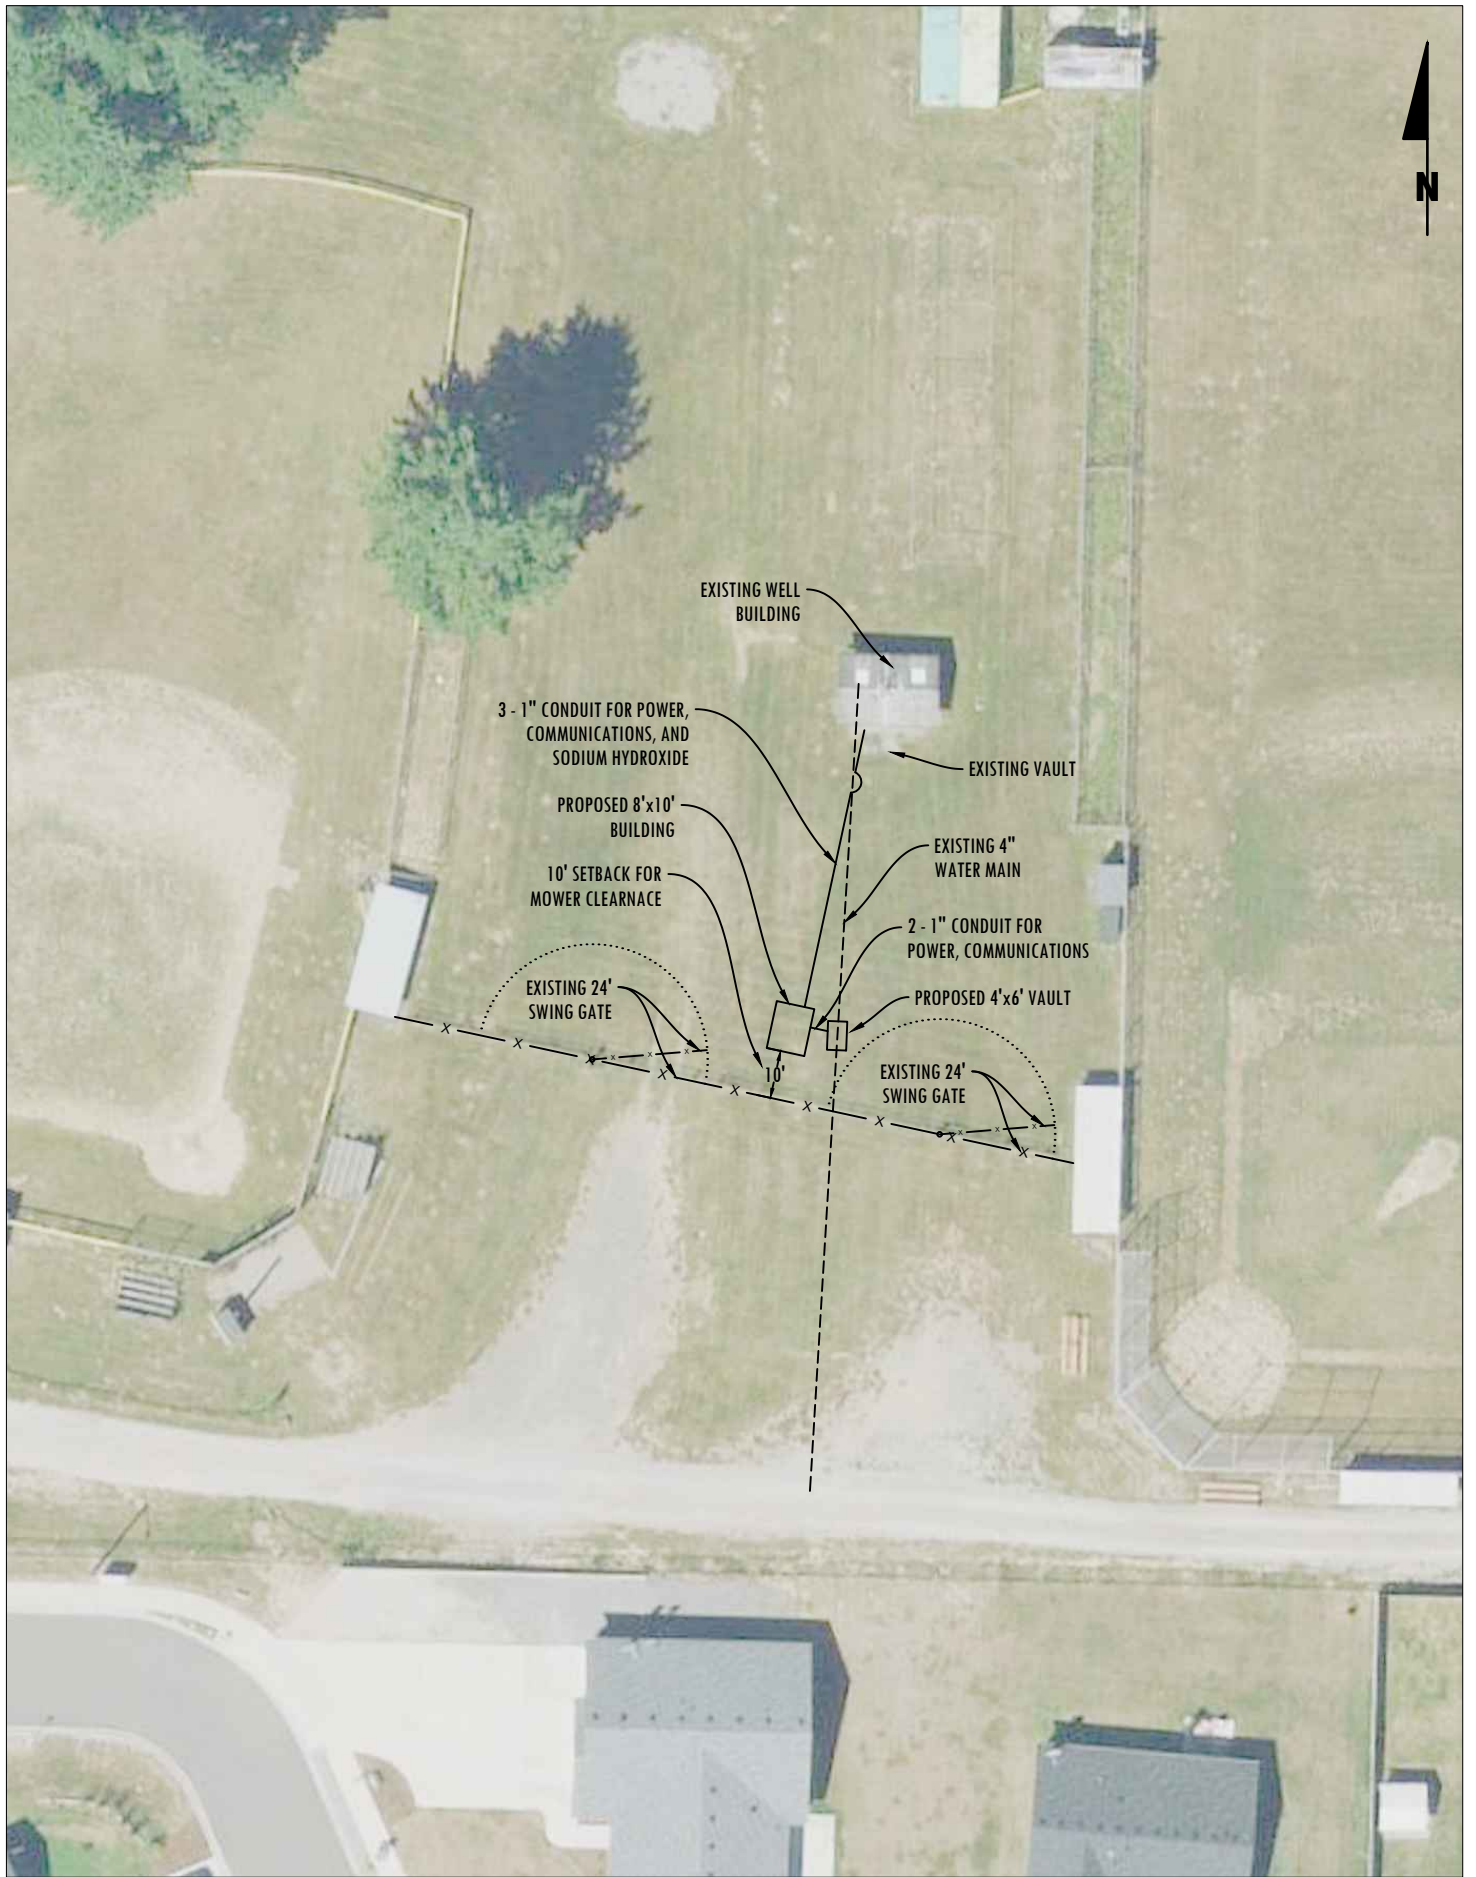 N
EXISTING WELL
BUILDING
3 - 1" CONDUIT FOR POWER,
COMMUNICATIONS, AND
SODIUM HYDROXIDE
EXISTING VAULT
PROPOSED 8'x10'
BUILDING
EXISTING 4"
WATER MAIN
10' SETBACK FOR
MOWER CLEARNACE
2 - 1" CONDUIT FOR
POWER, COMMUNICATIONS
EXISTING 24'
SWING GATE
PROPOSED 4'x6' VAULT
10'
EXISTING 24'
SWING GATE